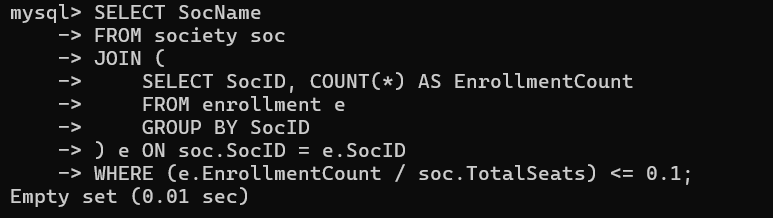 mysql> SELECT SocName
    -> FROM society soc
    -> JOIN (
    ->     SELECT SocID, COUNT(*) AS EnrollmentCount
    ->     FROM enrollment e
    ->     GROUP BY SocID
    -> ) e ON soc.SocID = e.SocID
    -> WHERE (e.EnrollmentCount / soc.TotalSeats) <= 0.1;
Empty set (0.01 sec)